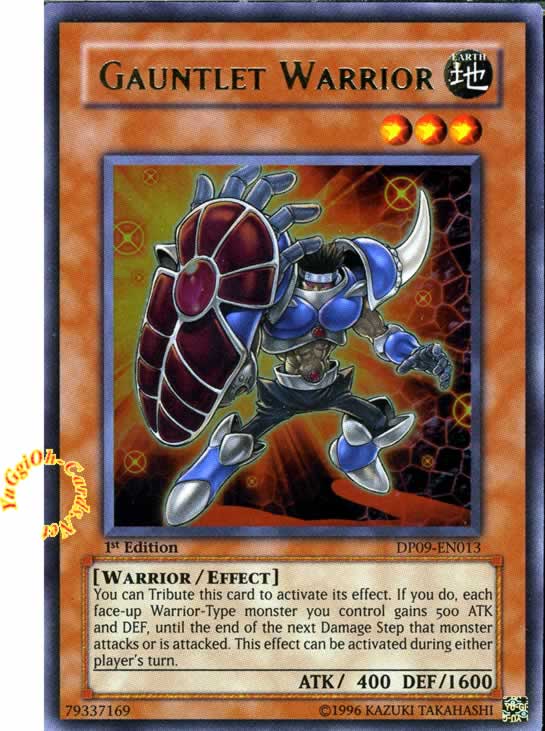 GAUNTLET WARRIOR
EARTH
地
YuGgiOh-Cards.Net
1st Edition
DP09-EN013
[WARRIOR / EFFECT]
You can Tribute this card to activate its effect. If you do, each
face-up Warrior-Type monster you control gains 500 ATK
and DEF, until the end of the next Damage Step that monster
attacks or is attacked. This effect can be activated during either
player's turn.
ATK/ 400 DEF/1600
79337169
©1996 KAZUKI TAKAHASHI